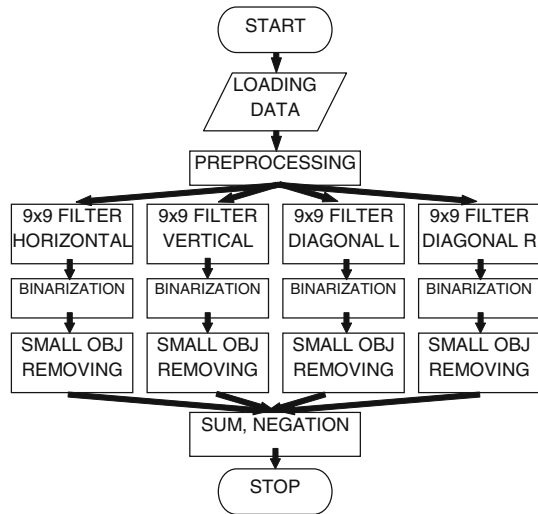 START
LOADING
DATA
PREPROCESSING
9x9 FILTER
HORIZONTAL
9x9 FILTER
VERTICAL
9x9 FILTER
DIAGONAL L
9x9 FILTER
DIAGONAL R
BINARIZATION
BINARIZATION
BINARIZATION
BINARIZATION
SMALL OBJ
REMOVING
SMALL OBJ
REMOVING
SMALL OBJ
REMOVING
SMALL OBJ
REMOVING
SUM, NEGATION
STOP